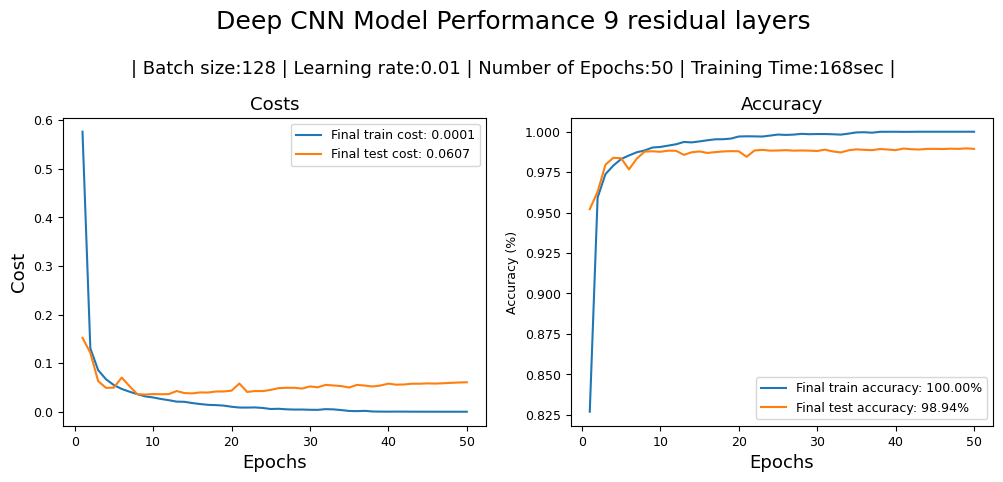 Deep CNN Model Performance 9 residual layers
| Batch size:128 | Learning rate:0.01 | Number of Epochs:50 | Training Time:168sec |
Costs
0.6
0.5
0.4
0.3
0.2
0.1
0.0
Cost
Final train cost: 0.0001
Final test cost: 0.0607
0 10 20 30 40 50
Epochs
Accuracy
1.000
0.975
0.950
0.925
0.900
0.875
0.850
0.825
Accuracy (%)
Final train accuracy: 100.00%
Final test accuracy: 98.94%
0 10 20 30 40 50
Epochs